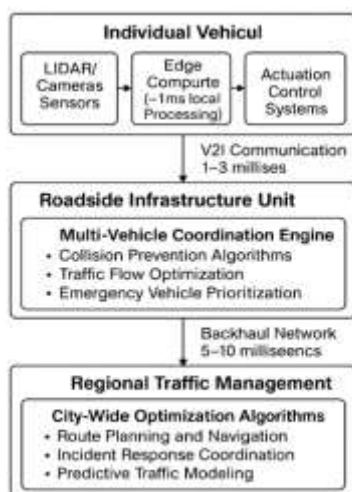 Individual Vehicul
LIDAR/
Cameras
Sensors
Edge
Compurte
(~1ms local
Processing)
Actuation
Control
Systems
V2I Communication
1–3 millises
Roadside Infrastructure Unit
Multi-Vehicle Coordination Engine
• Collision Prevention Algorithms
• Traffic Flow Optimization
• Emergency Vehicle Prioritization
Backhaul Network
5–10 milliseencs
Regional Traffic Management
City-Wide Optimization Algorithms
• Route Planning and Navigation
• Incident Response Coordination
• Predictive Traffic Modeling